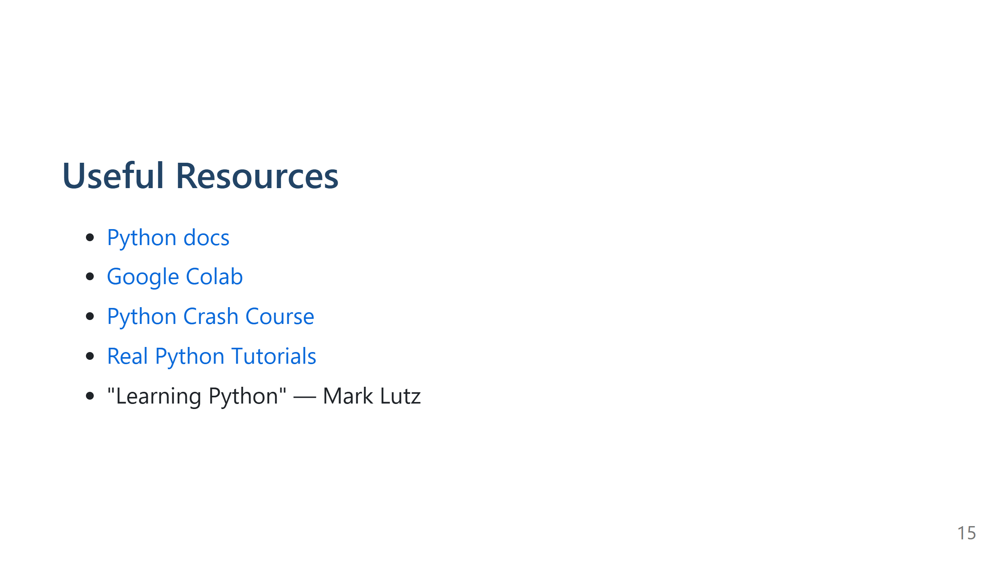 Useful Resources
• Python docs
• Google Colab
• Python Crash Course
• Real Python Tutorials
• "Learning Python" — Mark Lutz
15